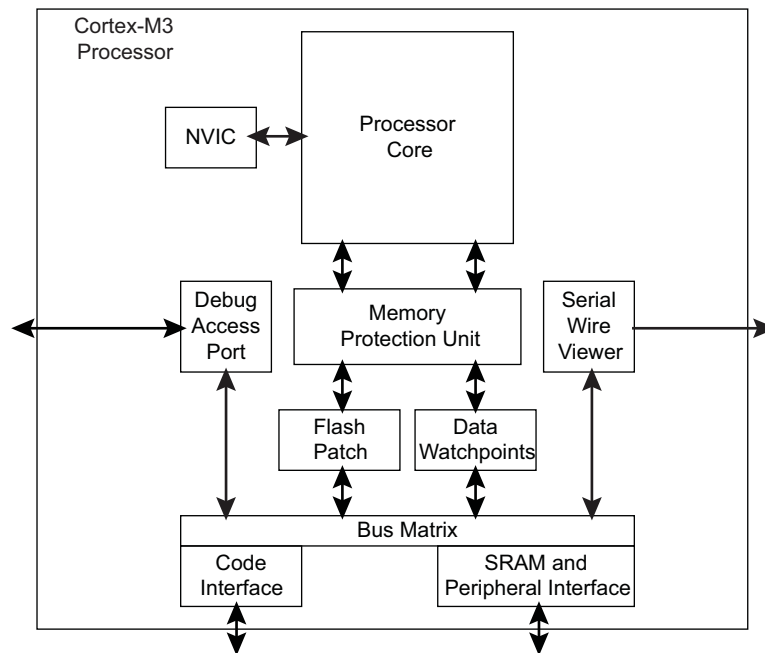 Cortex-M3
Processor
Processor
Core
NVIC
Debug
Access
Port
Memory
Protection Unit
Serial
Wire
Viewer
Flash
Patch
Data
Watchpoints
Bus Matrix
Code
Interface
SRAM and
Peripheral Interface